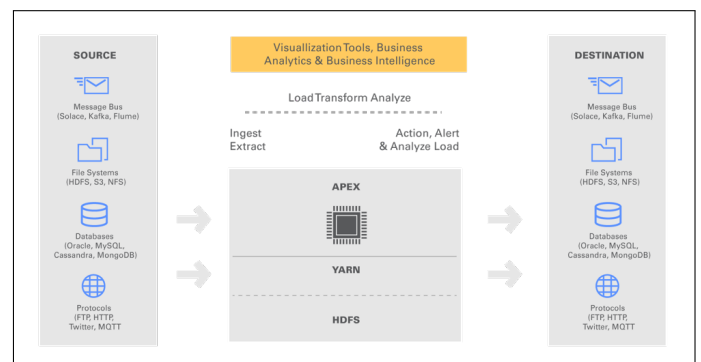 SOURCE
Message Bus
(Solace, Kafka, Flume)
File Systems
(HDFS, S3, NFS)
Databases
(Oracle, MySQL,
Cassandra, MongoDB)
Protocols
(FTP, HTTP,
Twitter, MQTT
Visuallization Tools, Business
Analytics & Business Intelligence
Load Transform Analyze
Ingest
Extract
Action, Alert
& Analyze Load
APEX
YARN
HDFS
DESTINATION
Message Bus
(Solace, Kafka, Flume)
File Systems
(HDFS, S3, NFS)
Databases
(Oracle, MySQL,
Cassandra, MongoDB)
Protocols
(FTP, HTTP,
Twitter, MQTT